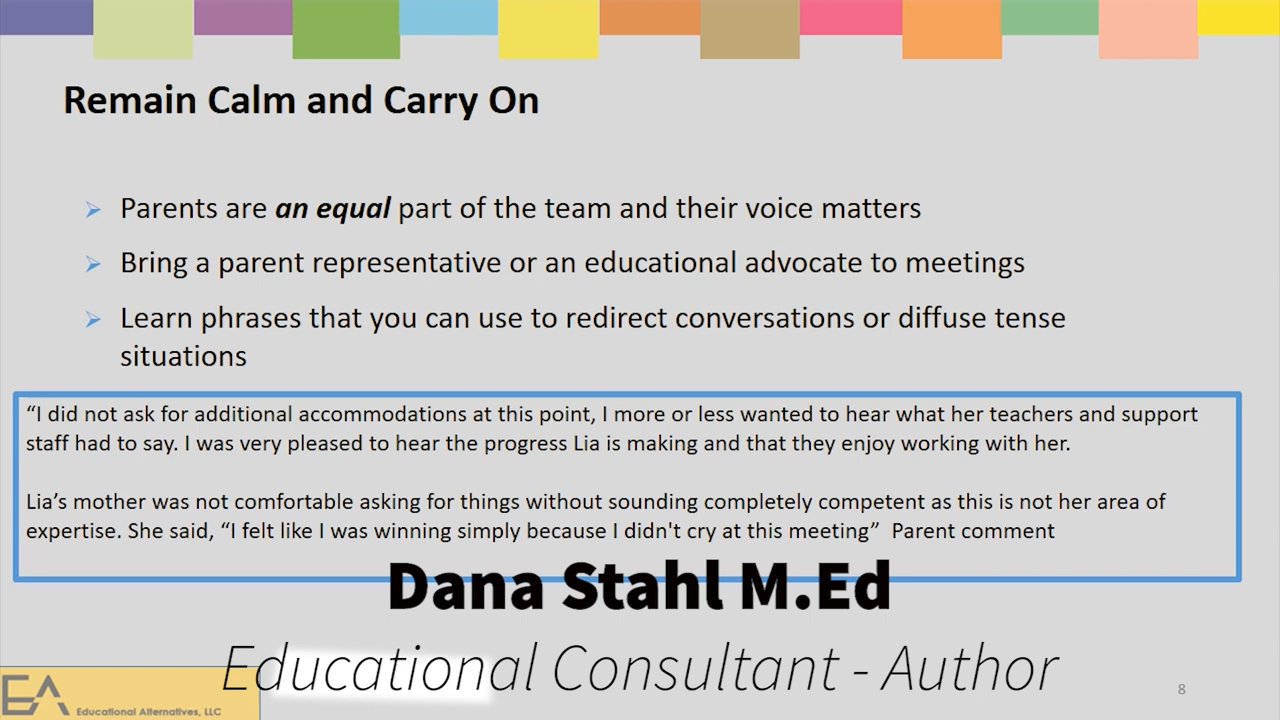 Remain Calm and Carry On
Parents are an equal part of the team and their voice matters
Bring a parent representative or an educational advocate to meetings
Learn phrases that you can use to redirect conversations or diffuse tense
situations
“I did not ask for additional accommodations at this point, I more or less wanted to hear what her teachers and support
staff had to say. I was very pleased to hear the progress Lia is making and that they enjoy working with her.
Lia’s mother was not comfortable asking for things without sounding completely competent as this is not her area of
expertise. She said, “I felt like I was winning simply because I didn't cry at this meeting” Parent comment
Dana Stahl M.Ed
Educational Consultant - Author
EA
Educational Alternatives, LLC
8